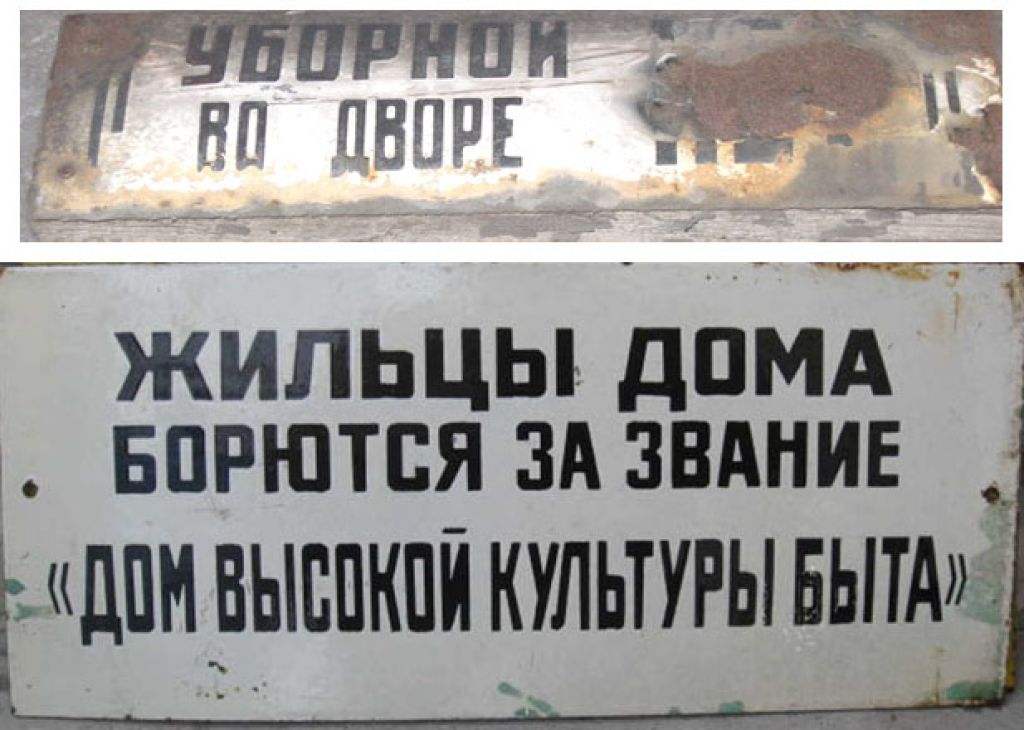 УБОРНОЙ
ВО ДВОРЕ
ЖИЛЬЦЫ ДОМА
БОРЮТСЯ ЗА ЗВАНИЕ
«ДОМ ВЫСОКОЙ КУЛЬТУРЫ БЫТА»